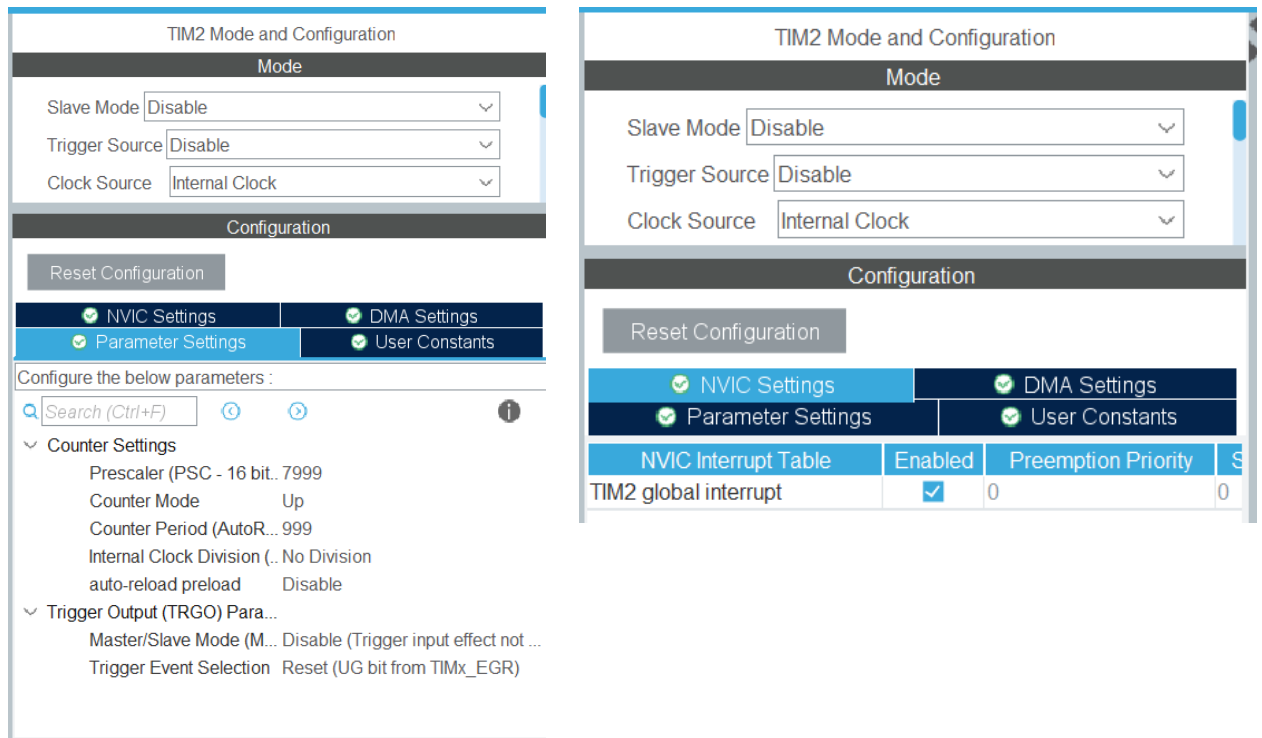 TIM2 Mode and Configuration
Mode
Slave Mode Disable
Trigger Source Disable
Clock Source Internal Clock
Configuration
Reset Configuration
NVIC Settings DMA Settings
Parameter Settings User Constants
Configure the below parameters :
Search (Ctrl+F)
Counter Settings
Prescaler (PSC - 16 bit.. 7999
Counter Mode Up
Counter Period (AutoR... 999
Internal Clock Division (.. No Division
auto-reload preload Disable
Trigger Output (TRGO) Para...
Master/Slave Mode (M... Disable (Trigger input effect not ...
Trigger Event Selection Reset (UG bit from TIMx_EGR)
TIM2 Mode and Configuration
Mode
Slave Mode Disable
Trigger Source Disable
Clock Source Internal Clock
Configuration
Reset Configuration
NVIC Settings DMA Settings
Parameter Settings User Constants
NVIC Interrupt Table Enabled Preemption Priority S
TIM2 global interrupt 0 0